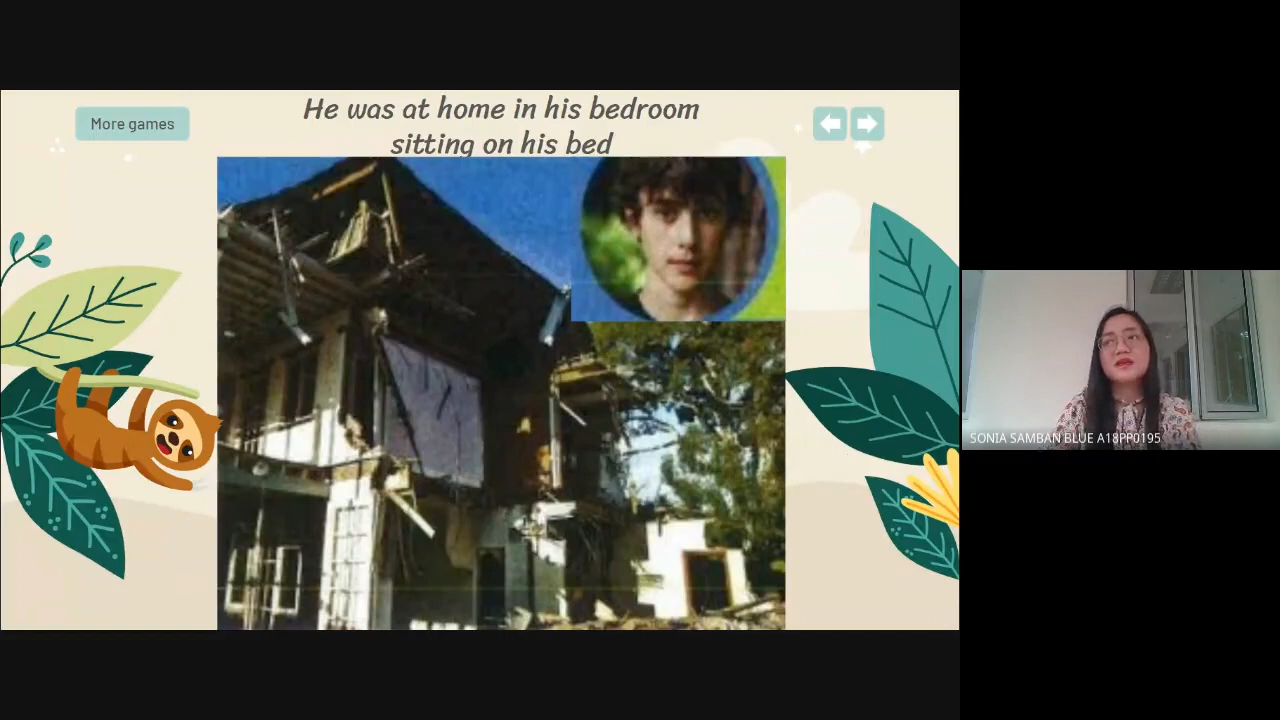 More games
He was at home in his bedroom
sitting on his bed
SONIA SAMBAN BLUE A18PP0195